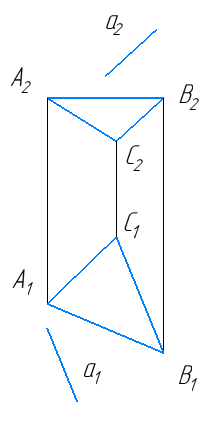 a₂
A₂ B₂
C₂
C₁
A₁
a₁ B₁